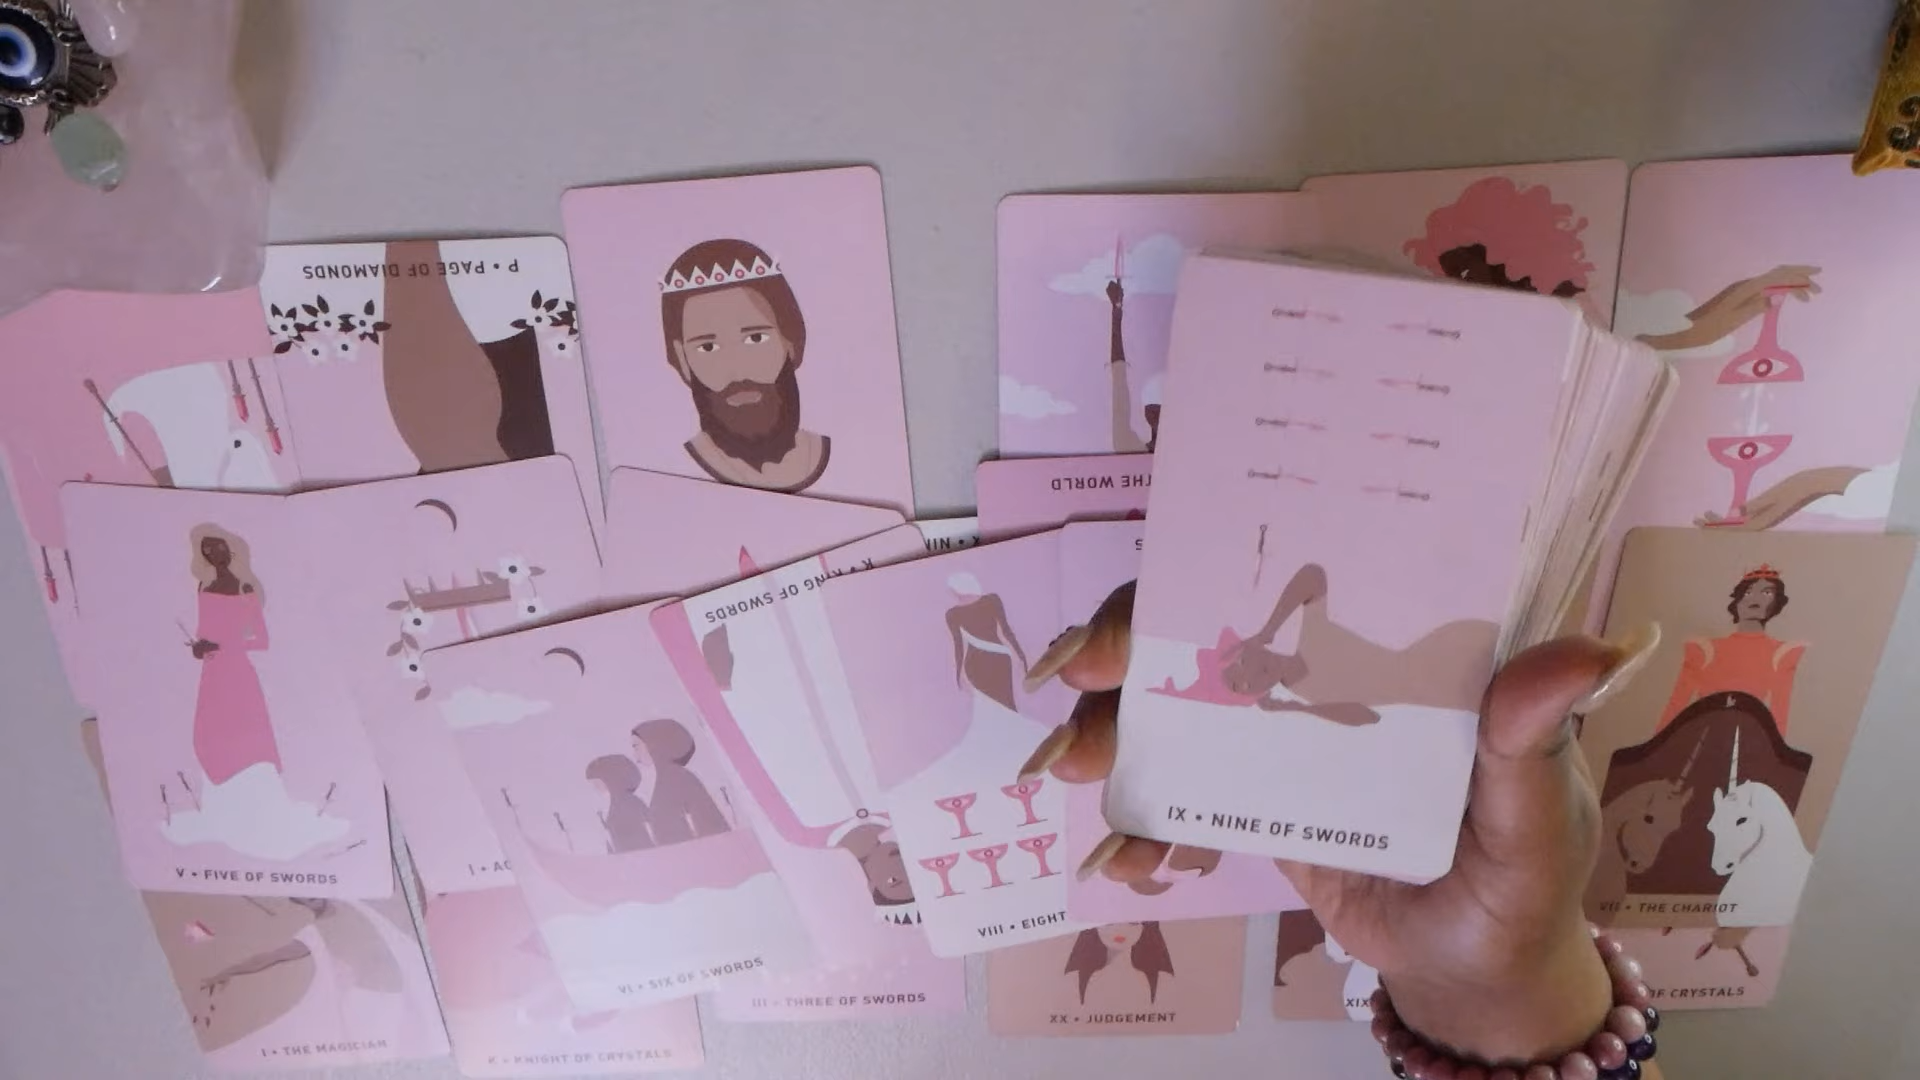 P • PAGE OF DIAMONDS
THE WORLD
K • KING OF SWORDS
IX • NINE OF SWORDS
V • FIVE OF SWORDS
VIII • EIGHT
VII • THE CHARIOT
VI • SIX OF SWORDS
III • THREE OF SWORDS
XX • JUDGEMENT
XIX
OF CRYSTALS
I • THE MAGICIAN
K • KNIGHT OF CRYSTALS